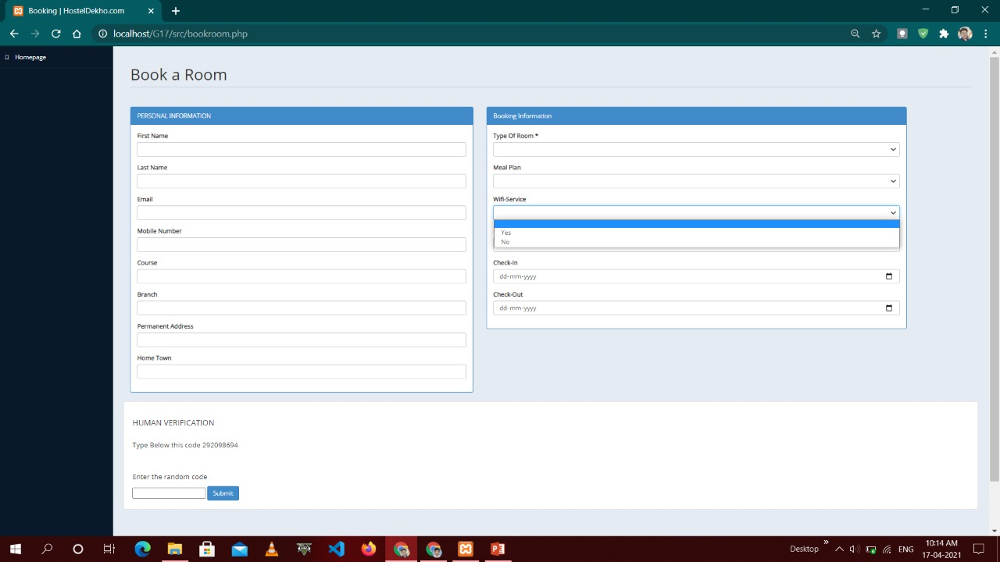 Booking | HostelDekho.com
localhost/G17/src/bookroom.php
Homepage
Book a Room
PERSONAL INFORMATION
First Name
Last Name
Email
Mobile Number
Course
Branch
Permanent Address
Home Town
Booking Information
Type Of Room *
Meal Plan
Wifi-Service
Yes
No
Check-In
dd-mm-yyyy
Check-Out
dd-mm-yyyy
HUMAN VERIFICATION
Type Below this code 292098694
Enter the random code
Submit
Desktop
ENG
10:14 AM
17-04-2021